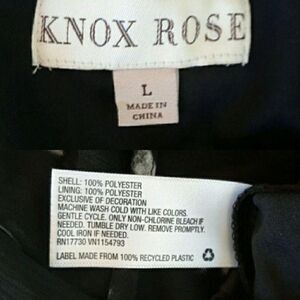 KNOX ROSE
L
MADE IN
CHINA
SHELL: 100% POLYESTER
LINING: 100% POLYESTER
EXCLUSIVE OF DECORATION
MACHINE WASH COLD WITH LIKE COLORS.
GENTLE CYCLE. ONLY NON-CHLORINE BLEACH IF
NEEDED. TUMBLE DRY LOW. REMOVE PROMPTLY.
COOL IRON IF NEEDED.
RN17730 VN1154793
LABEL MADE FROM 100% RECYCLED PLASTIC